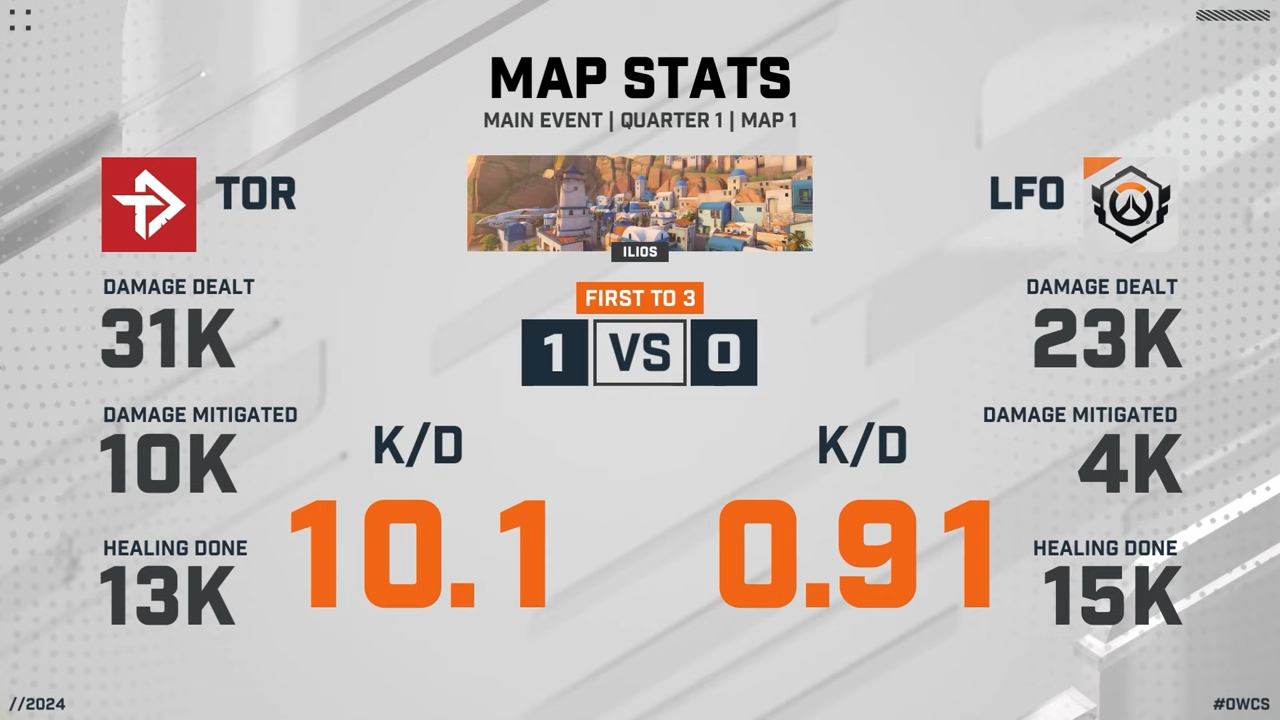 MAP STATS
MAIN EVENT | QUARTER 1 | MAP 1
TOR
LFO
ILIOS
FIRST TO 3
1 VS 0
DAMAGE DEALT
31K
DAMAGE MITIGATED
10K
HEALING DONE
13K
K/D
10.1
K/D
0.91
DAMAGE DEALT
23K
DAMAGE MITIGATED
4K
HEALING DONE
15K
//2024
#OWCS